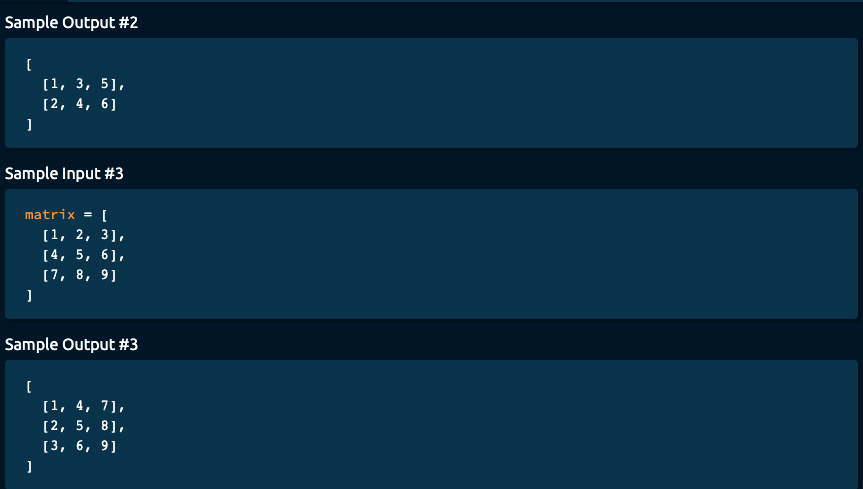 Sample Output #2
[
  [1, 3, 5],
  [2, 4, 6]
]
Sample Input #3
matrix = [
  [1, 2, 3],
  [4, 5, 6],
  [7, 8, 9]
]
Sample Output #3
[
  [1, 4, 7],
  [2, 5, 8],
  [3, 6, 9]
]